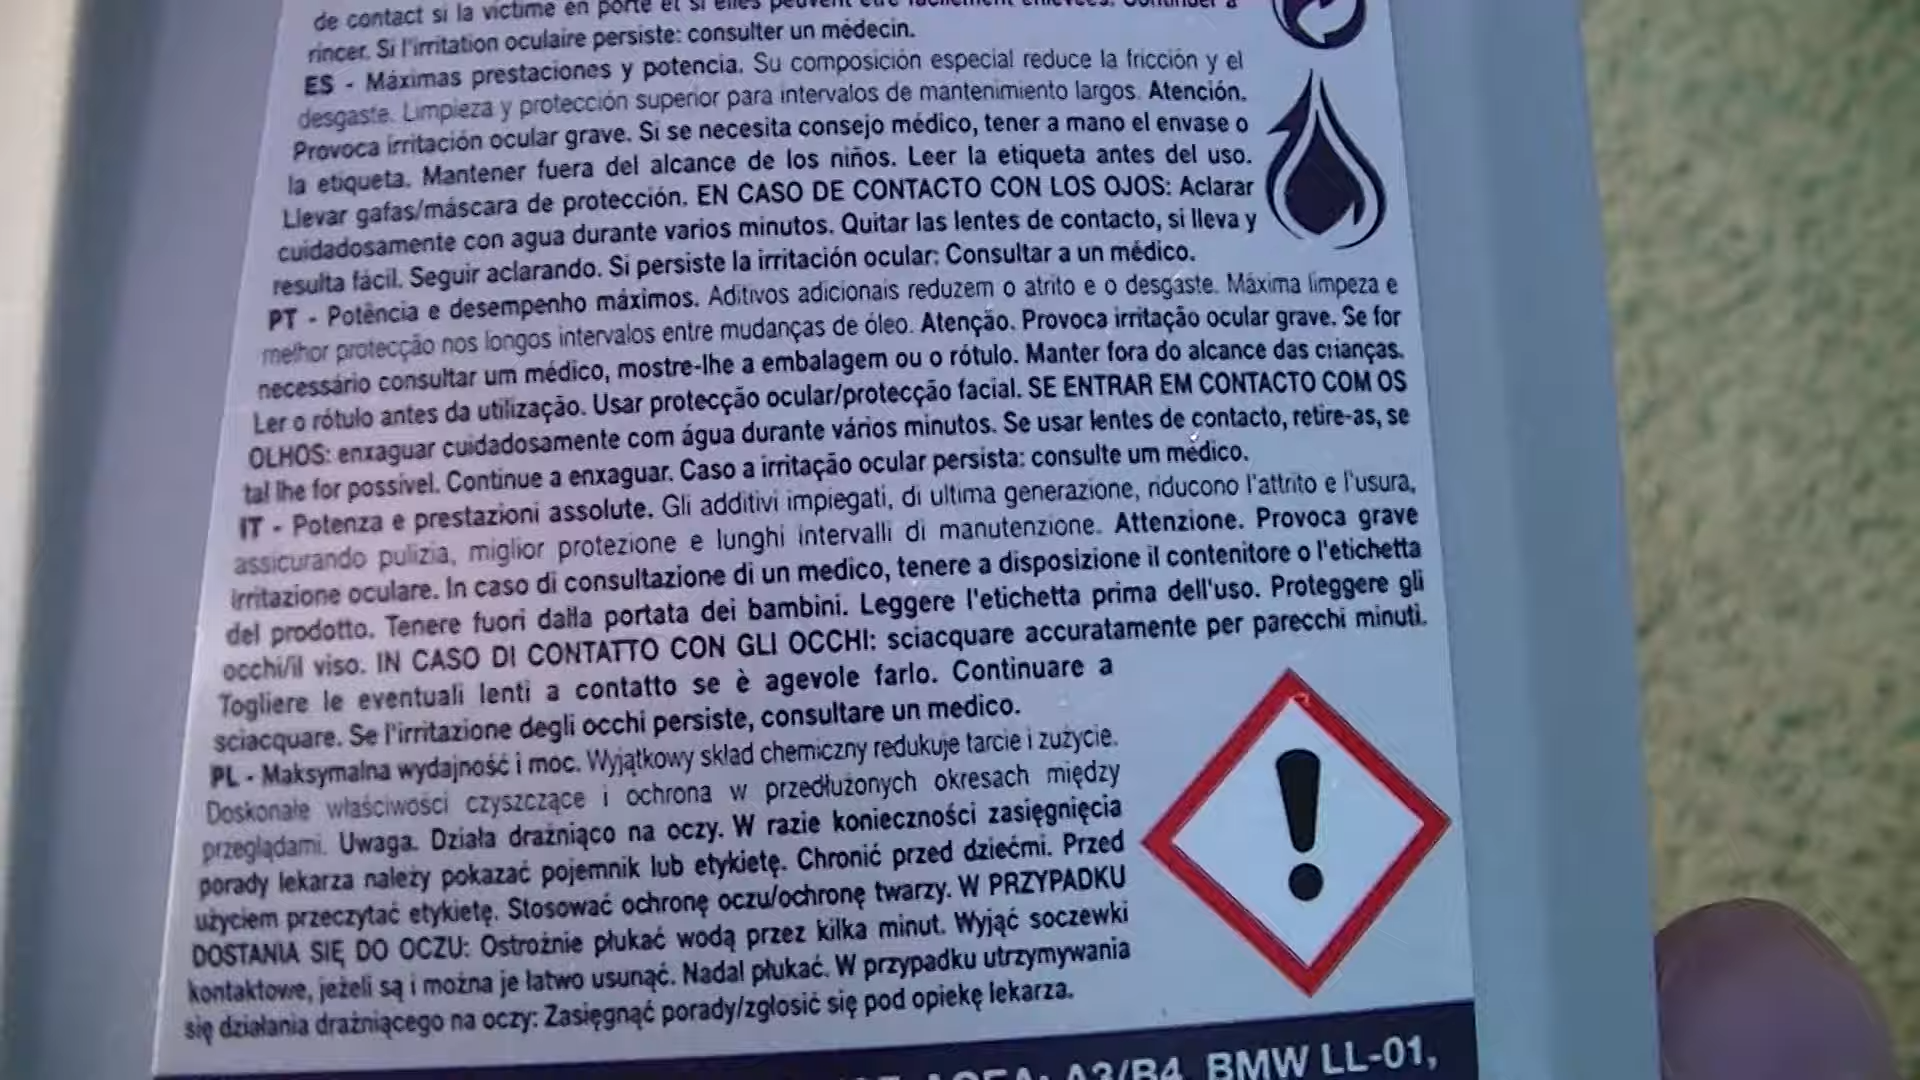 de contact si la victime en porte et si elles peuvent être facilement enlevées. Continuer à
rincer. Si l'irritation oculaire persiste: consulter un médecin.
ES - Máximas prestaciones y potencia. Su composición especial reduce la fricción y el
desgaste. Limpieza y protección superior para intervalos de mantenimiento largos. Atención.
Provoca irritación ocular grave. Si se necesita consejo médico, tener a mano el envase o
la etiqueta. Mantener fuera del alcance de los niños. Leer la etiqueta antes del uso.
Llevar gafas/máscara de protección. EN CASO DE CONTACTO CON LOS OJOS: Aclarar
cuidadosamente con agua durante varios minutos. Quitar las lentes de contacto, si lleva y
resulta fácil. Seguir aclarando. Si persiste la irritación ocular: Consultar a un médico.
PT - Potência e desempenho máximos. Aditivos adicionais reduzem o atrito e o desgaste. Máxima limpeza e
melhor protecção nos longos intervalos entre mudanças de óleo. Atenção. Provoca irritação ocular grave. Se for
necessário consultar um médico, mostre-lhe a embalagem ou o rótulo. Manter fora do alcance das crianças.
Ler o rótulo antes da utilização. Usar protecção ocular/protecção facial. SE ENTRAR EM CONTACTO COM OS
OLHOS: enxaguar cuidadosamente com água durante vários minutos. Se usar lentes de contacto, retire-as, se
tal lhe for possível. Continue a enxaguar. Caso a irritação ocular persista: consulte um médico.
IT - Potenza e prestazioni assolute. Gli additivi impiegati, di ultima generazione, riducono l'attrito e l'usura,
assicurando pulizia, miglior protezione e lunghi intervalli di manutenzione. Attenzione. Provoca grave
irritazione oculare. In caso di consultazione di un medico, tenere a disposizione il contenitore o l'etichetta
del prodotto. Tenere fuori dalla portata dei bambini. Leggere l'etichetta prima dell'uso. Proteggere gli
occhi/il viso. IN CASO DI CONTATTO CON GLI OCCHI: sciacquare accuratamente per parecchi minuti.
Togliere le eventuali lenti a contatto se è agevole farlo. Continuare a
sciacquare. Se l'irritazione degli occhi persiste, consultare un medico.
PL - Maksymalna wydajność i moc. Wyjątkowy skład chemiczny redukuje tarcie i zużycie.
Doskonałe właściwości czyszczące i ochrona w przedłużonych okresach między
przeglądami. Uwaga. Działa drażniąco na oczy. W razie konieczności zasięgnięcia
porady lekarza należy pokazać pojemnik lub etykietę. Chronić przed dziećmi. Przed
użyciem przeczytać etykietę. Stosować ochronę oczu/ochronę twarzy. W PRZYPADKU
DOSTANIA SIĘ DO OCZU: Ostrożnie płukać wodą przez kilka minut. Wyjąć soczewki
kontaktowe, jeżeli są i można je łatwo usunąć. Nadal płukać. W przypadku utrzymywania
się działania drażniącego na oczy: Zasięgnąć porady/zgłosić się pod opiekę lekarza.
ACEA: A3/B4, BMW LL-01,